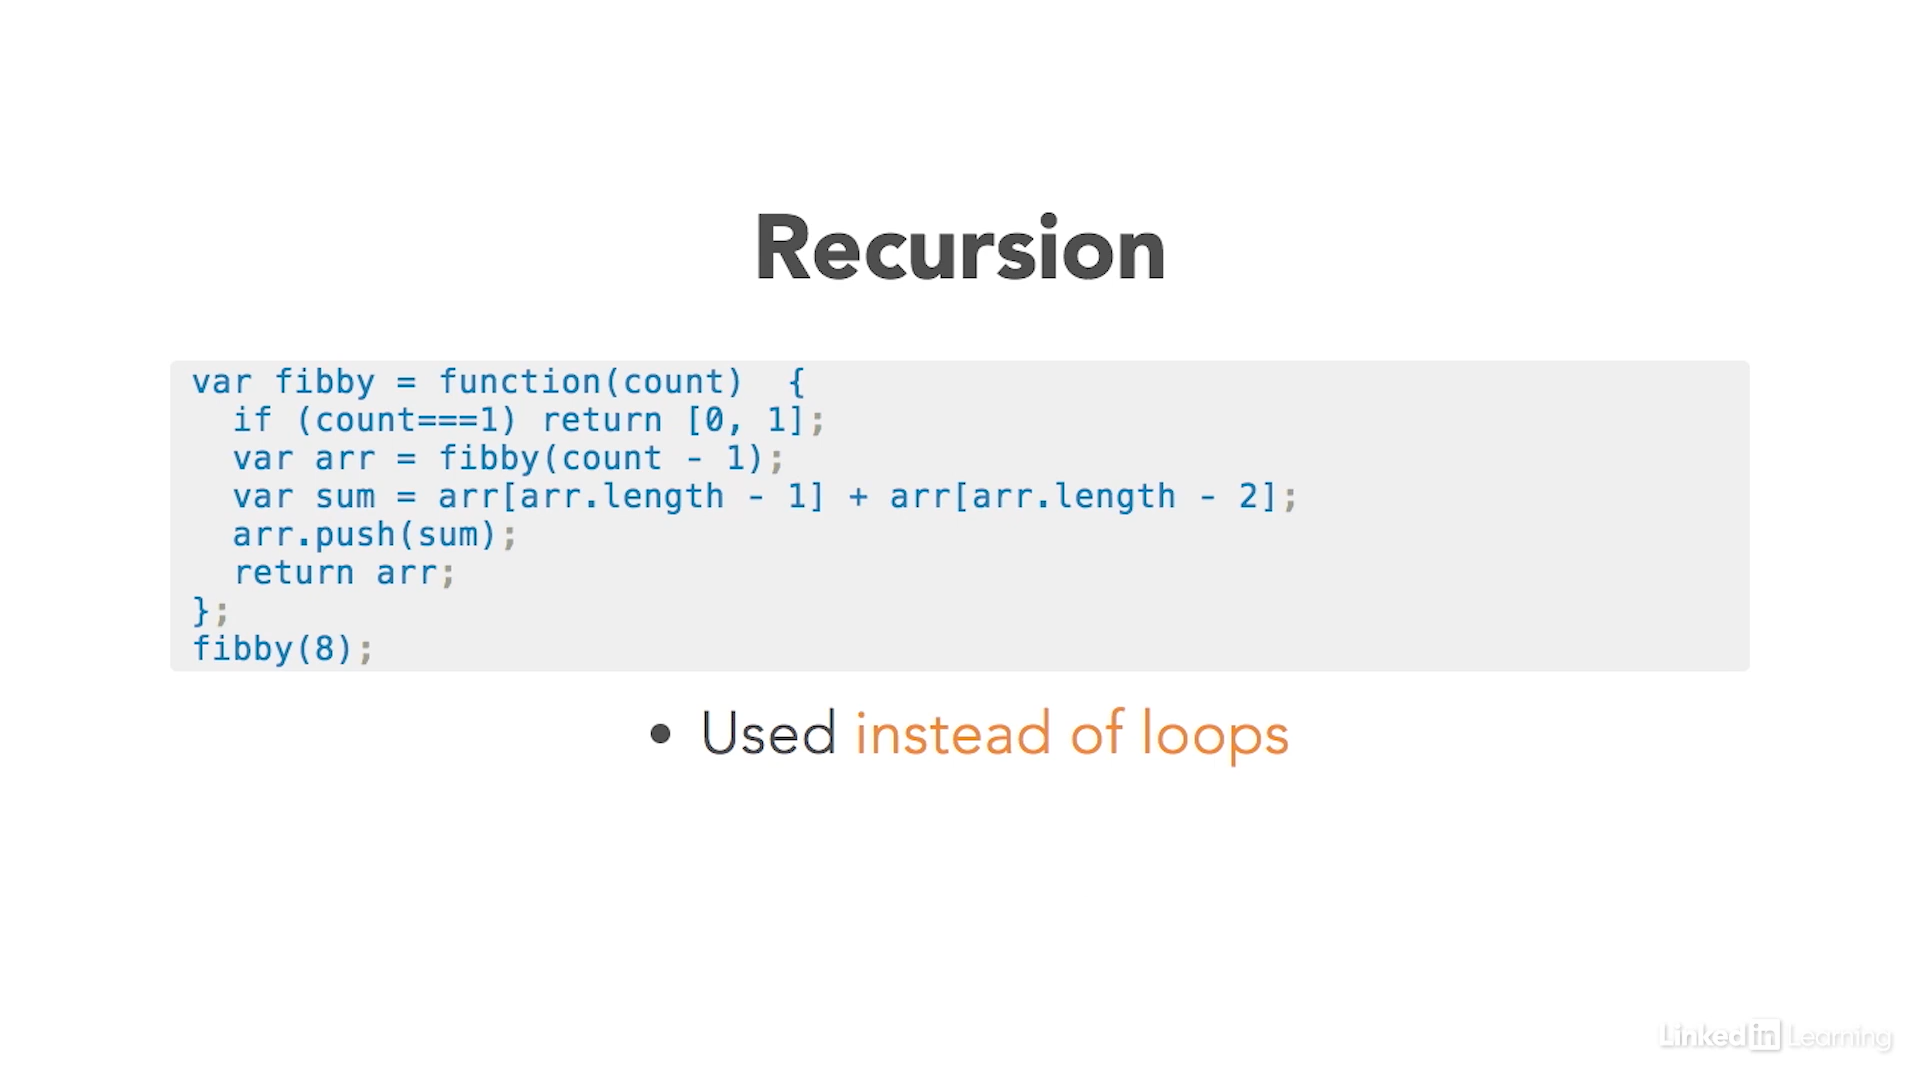 Recursion
var fibby = function(count)  {
  if (count===1) return [0, 1];
  var arr = fibby(count - 1);
  var sum = arr[arr.length - 1] + arr[arr.length - 2];
  arr.push(sum);
  return arr;
};
fibby(8);
• Used instead of loops
Linked in Learning